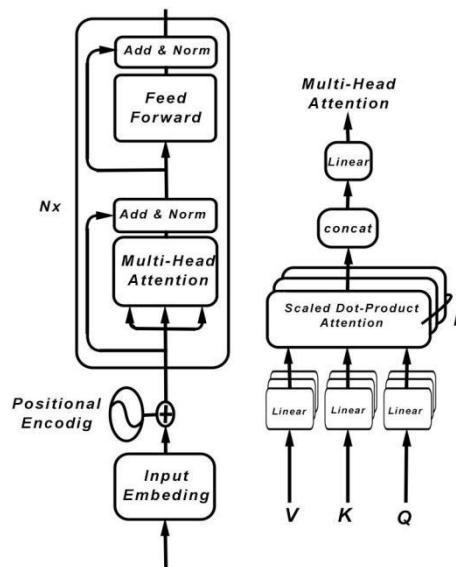 Add & Norm
Feed
Forward
Nx
Add & Norm
Multi-Head
Attention
Positional
Encodig
+
Input
Embeding
Multi-Head
Attention
Linear
concat
Scaled Dot-Product
Attention
Linear
Linear
Linear
V
K
Q